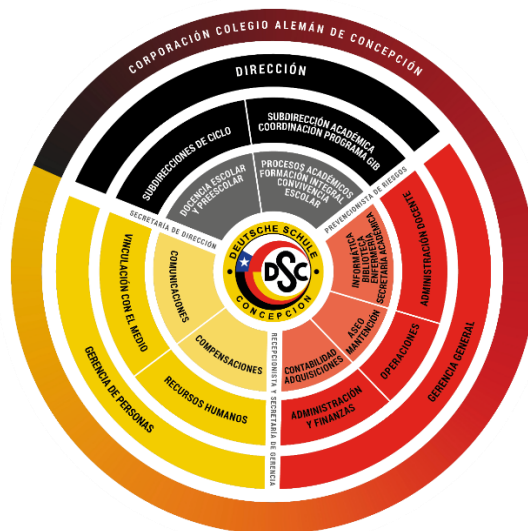 CORPORACIÓN COLEGIO ALEMÁN DE CONCEPCIÓN
DIRECCIÓN
SUBDIRECCIONES DE CICLO
SUBDIRECCIÓN ACADÉMICA
COORDINACIÓN PROGRAMA GIB
DOCENCIA ESCOLAR
Y PREESCOLAR
PROCESOS ACADÉMICOS
FORMACIÓN INTEGRAL
CONVIVENCIA
ESCOLAR
SECRETARÍA DE DIRECCIÓN
PREVENCIONISTA DE RIESGOS
DEUTSCHE SCHULE
DSC
CONCEPCION
INFORMÁTICA
BIBLIOTECA
ENFERMERÍA
SECRETARÍA ACADÉMICA
ADMINISTRACIÓN DOCENTE
ASEO
MANTENCIÓN
OPERACIONES
CONTABILIDAD
ADQUISICIONES
ADMINISTRACIÓN
Y FINANZAS
GERENCIA GENERAL
RECEPCIONISTA Y SECRETARÍA DE GERENCIA
COMUNICACIONES
VINCULACIÓN CON EL MEDIO
COMPENSACIONES
RECURSOS HUMANOS
GERENCIA DE PERSONAS